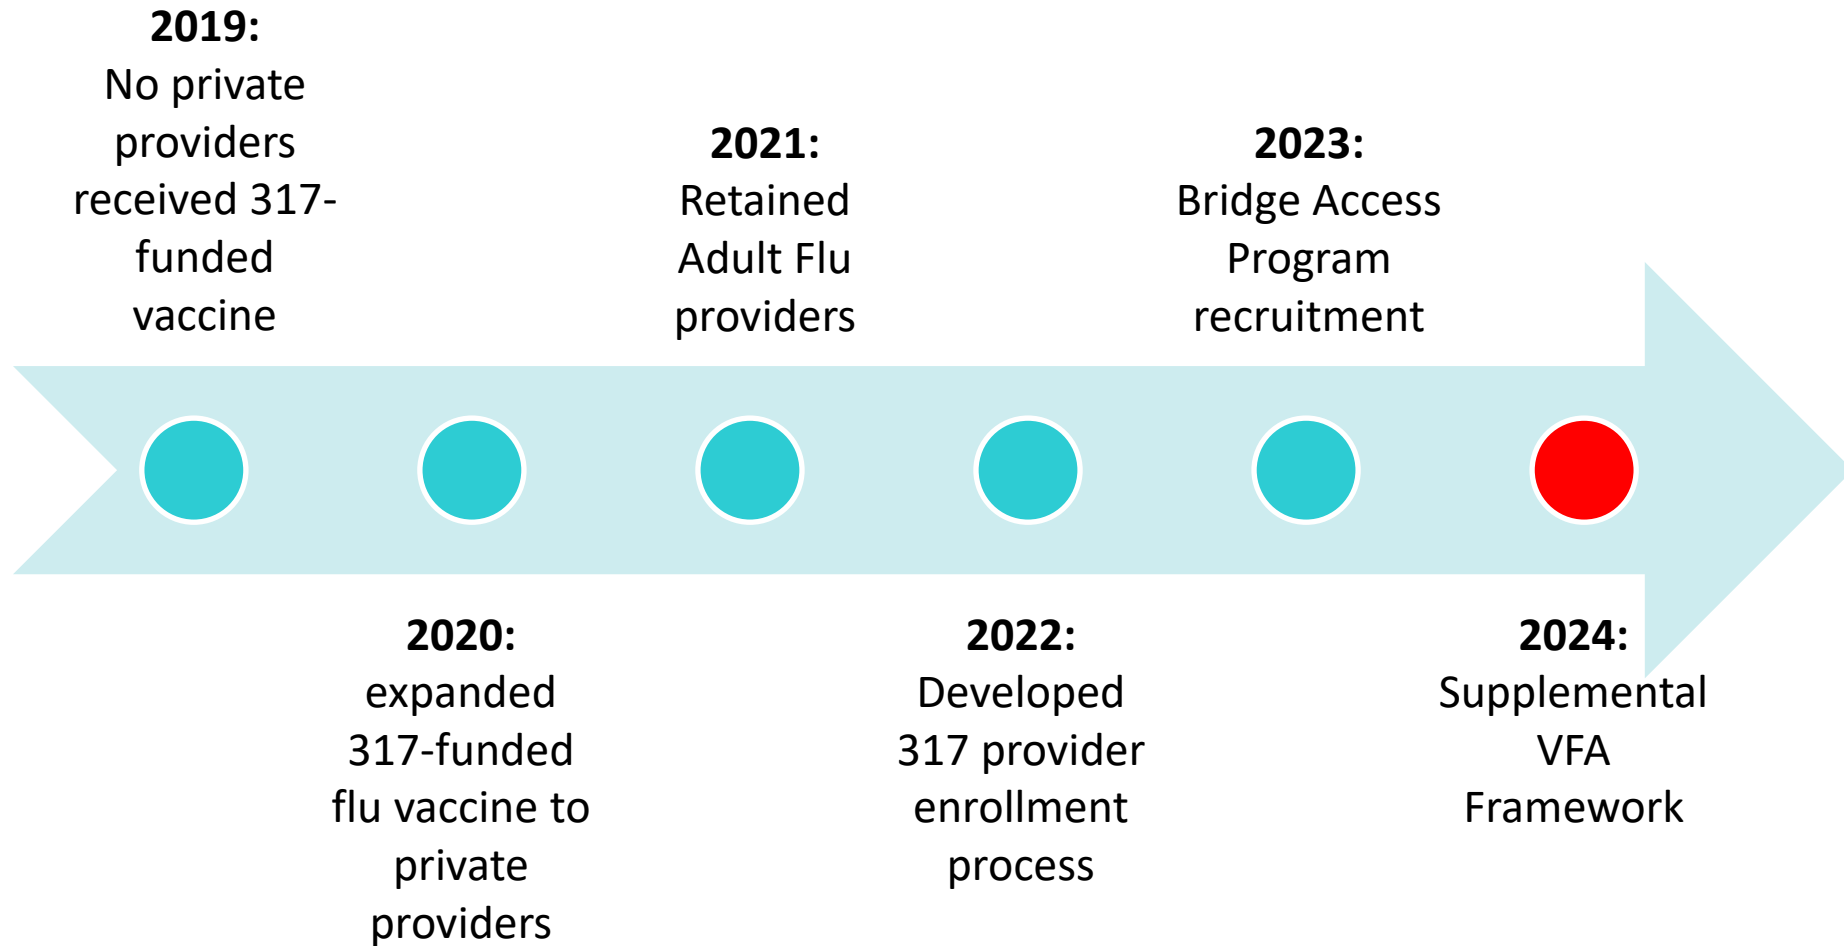 2019:
No private
providers
received 317-
funded
vaccine
2020:
expanded
317-funded
flu vaccine to
private
providers
2021:
Retained
Adult Flu
providers
2022:
Developed
317 provider
enrollment
process
2023:
Bridge Access
Program
recruitment
2024:
Supplemental
VFA
Framework